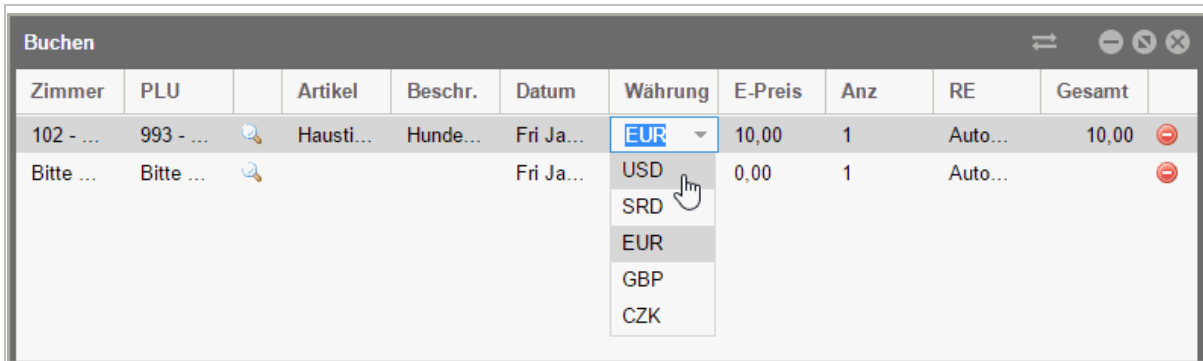 Buchen
Zimmer PLU Artikel Beschr. Datum Währung E-Preis Anz RE Gesamt
102 - ... 993 - ... Hausti... Hunde... Fri Ja... EUR 10,00 1 Auto... 10,00
Bitte ... Bitte ... Fri Ja... USD 0,00 1 Auto...
SRD
EUR
GBP
CZK